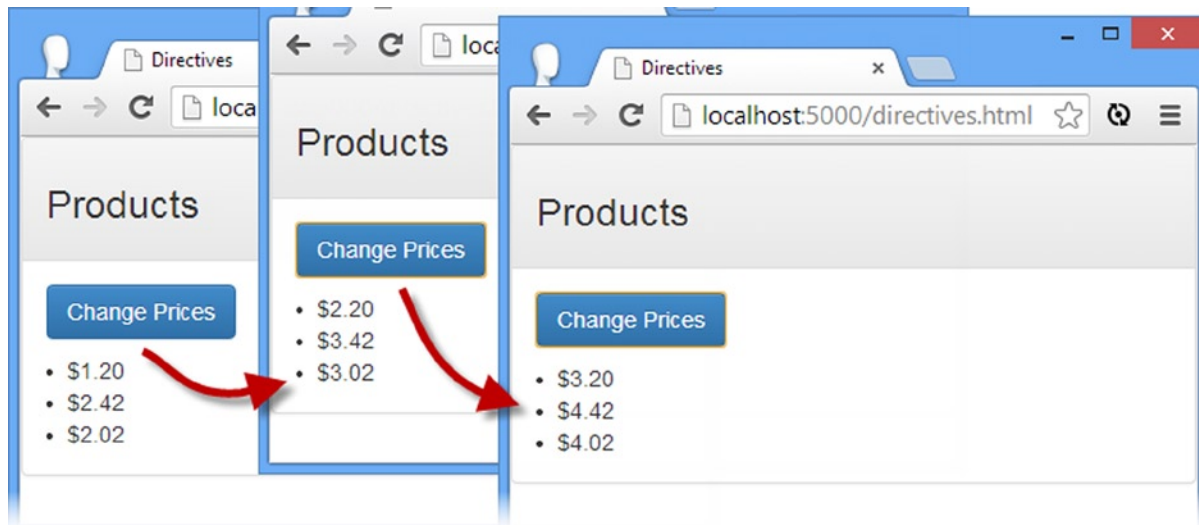 Directives
loca
Products
Change Prices
• $1.20
• $2.42
• $2.02
loca
Products
Change Prices
• $2.20
• $3.42
• $3.02
Directives
localhost:5000/directives.html
Products
Change Prices
• $3.20
• $4.42
• $4.02